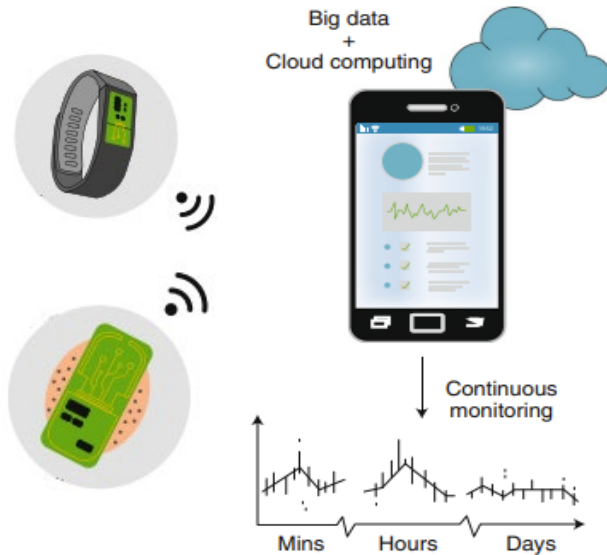 Big data
+
Cloud computing
Continuous
monitoring
Mins
Hours
Days